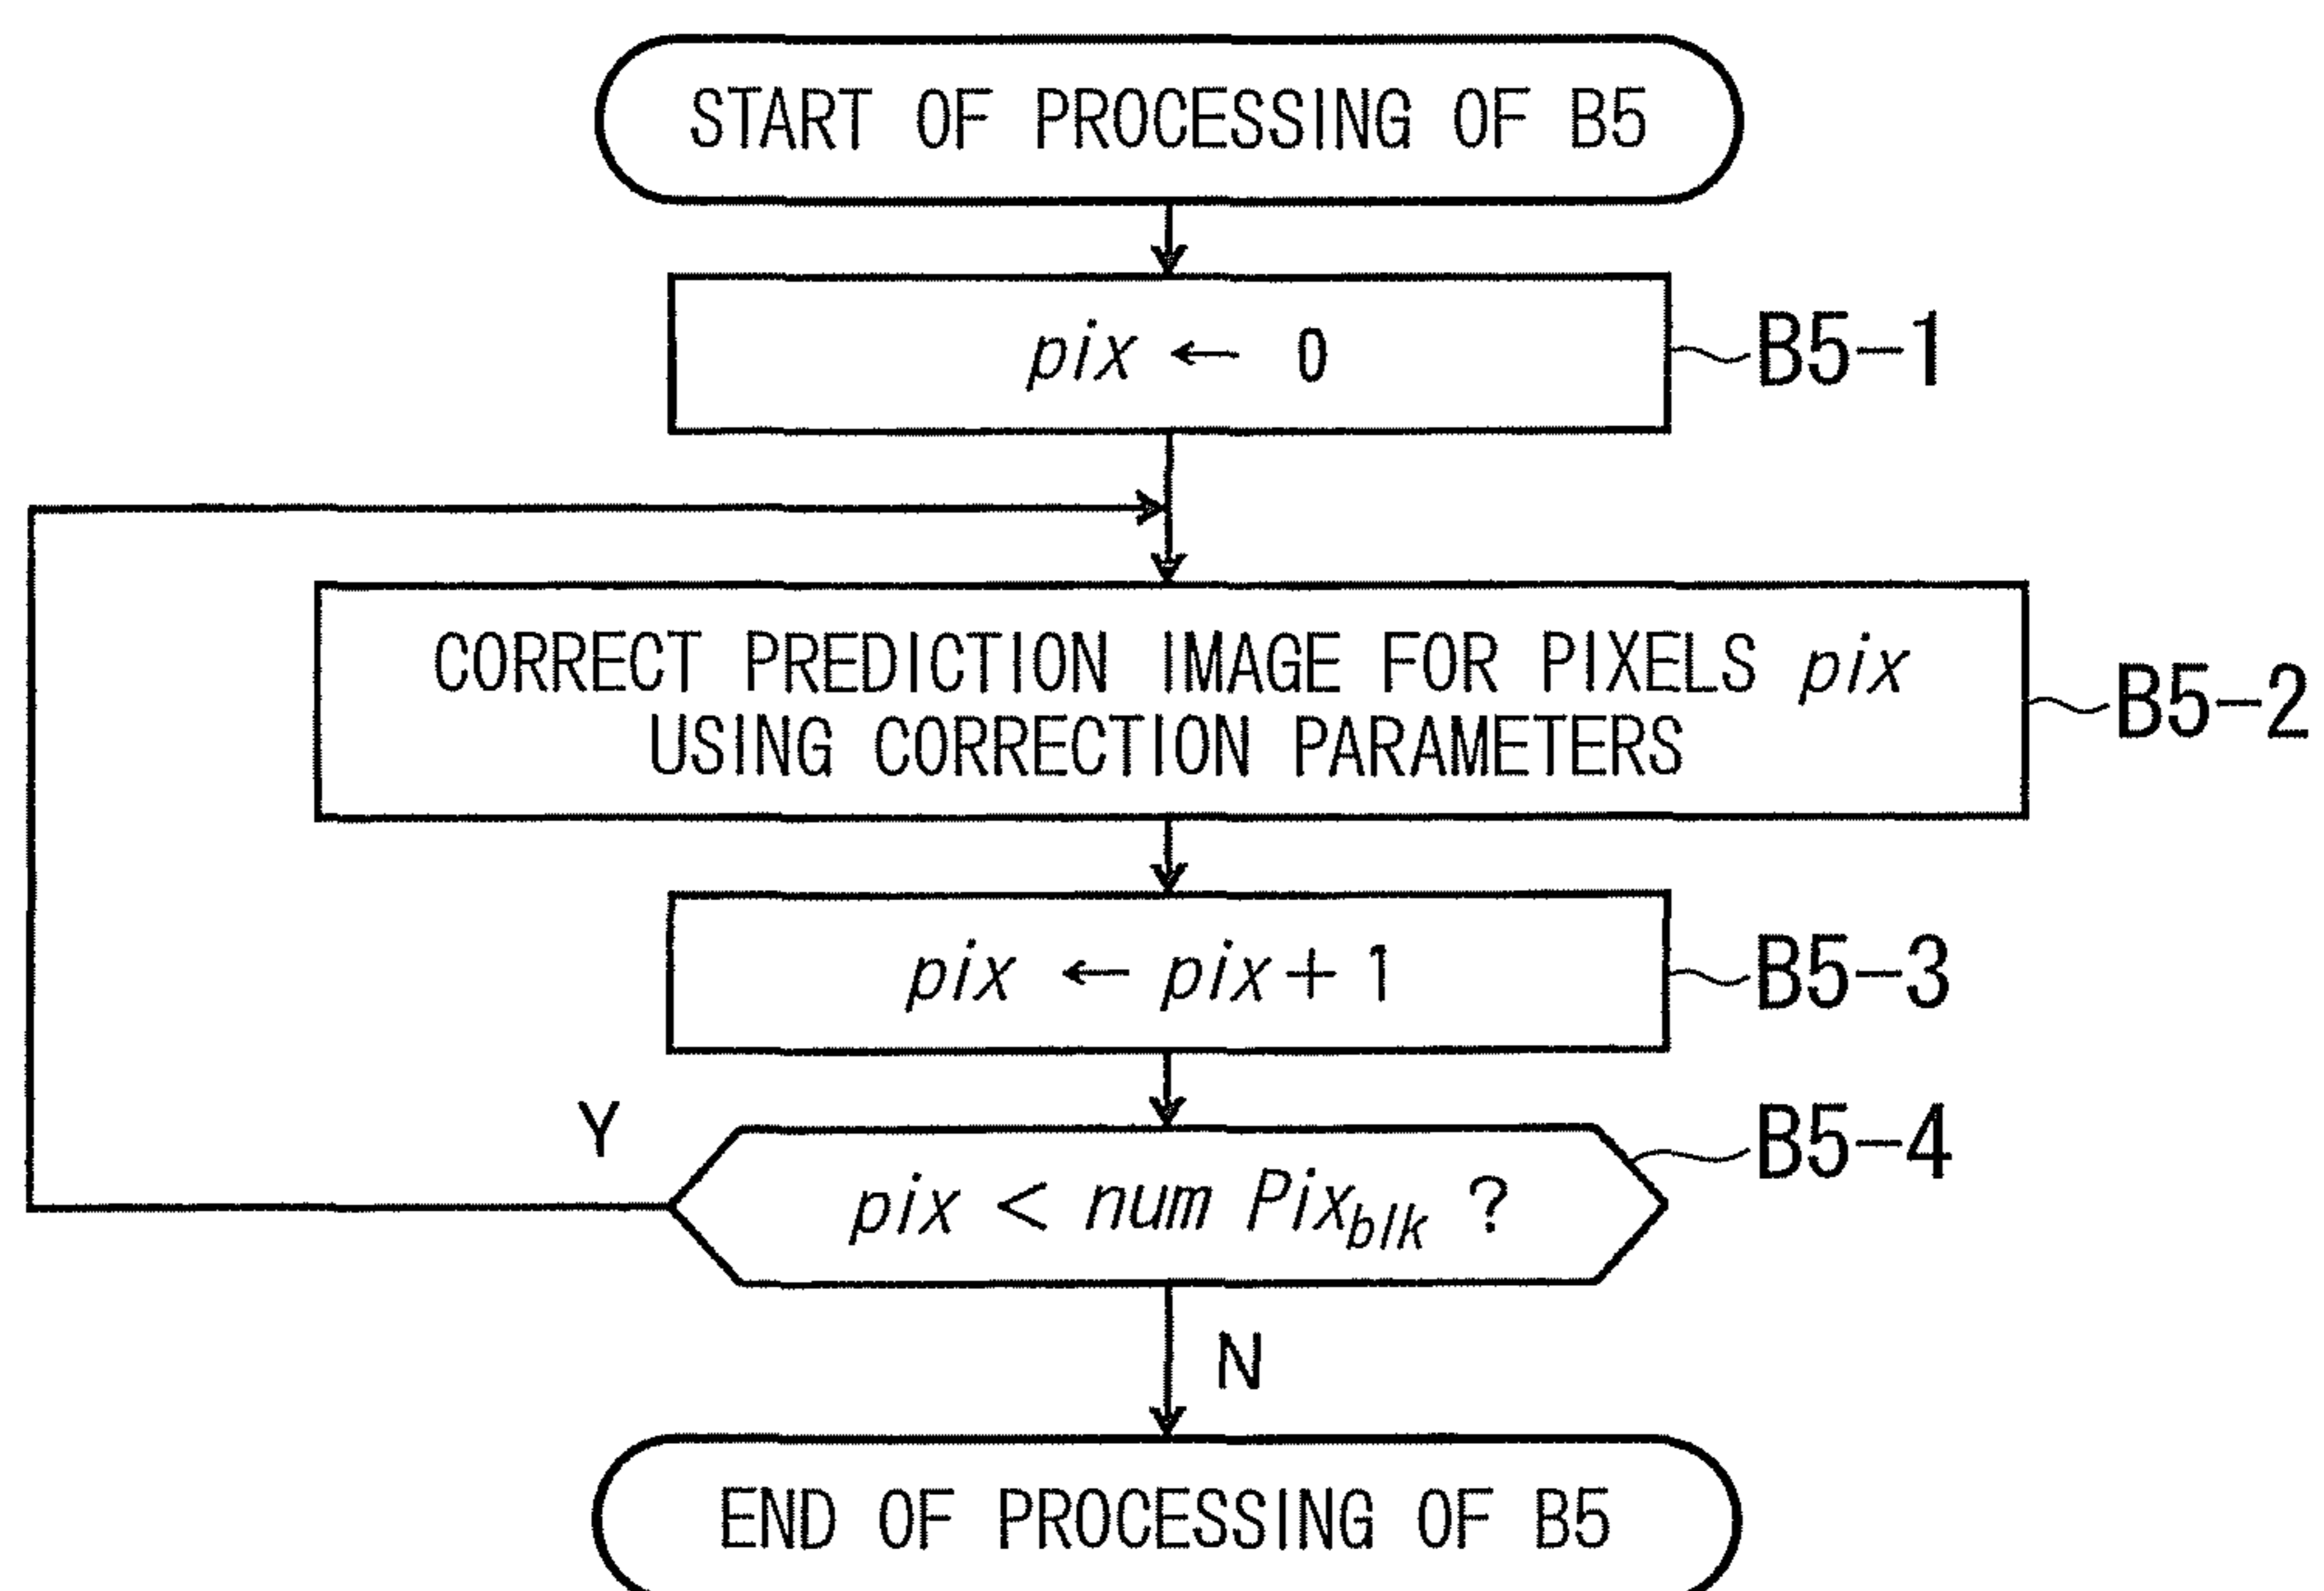 START OF PROCESSING OF B5
pix ← 0
B5-1
CORRECT PREDICTION IMAGE FOR PIXELS pix
USING CORRECTION PARAMETERS
B5-2
pix ← pix+1
B5-3
Y
B5-4
pix < num Pix_blk ?
N
END OF PROCESSING OF B5